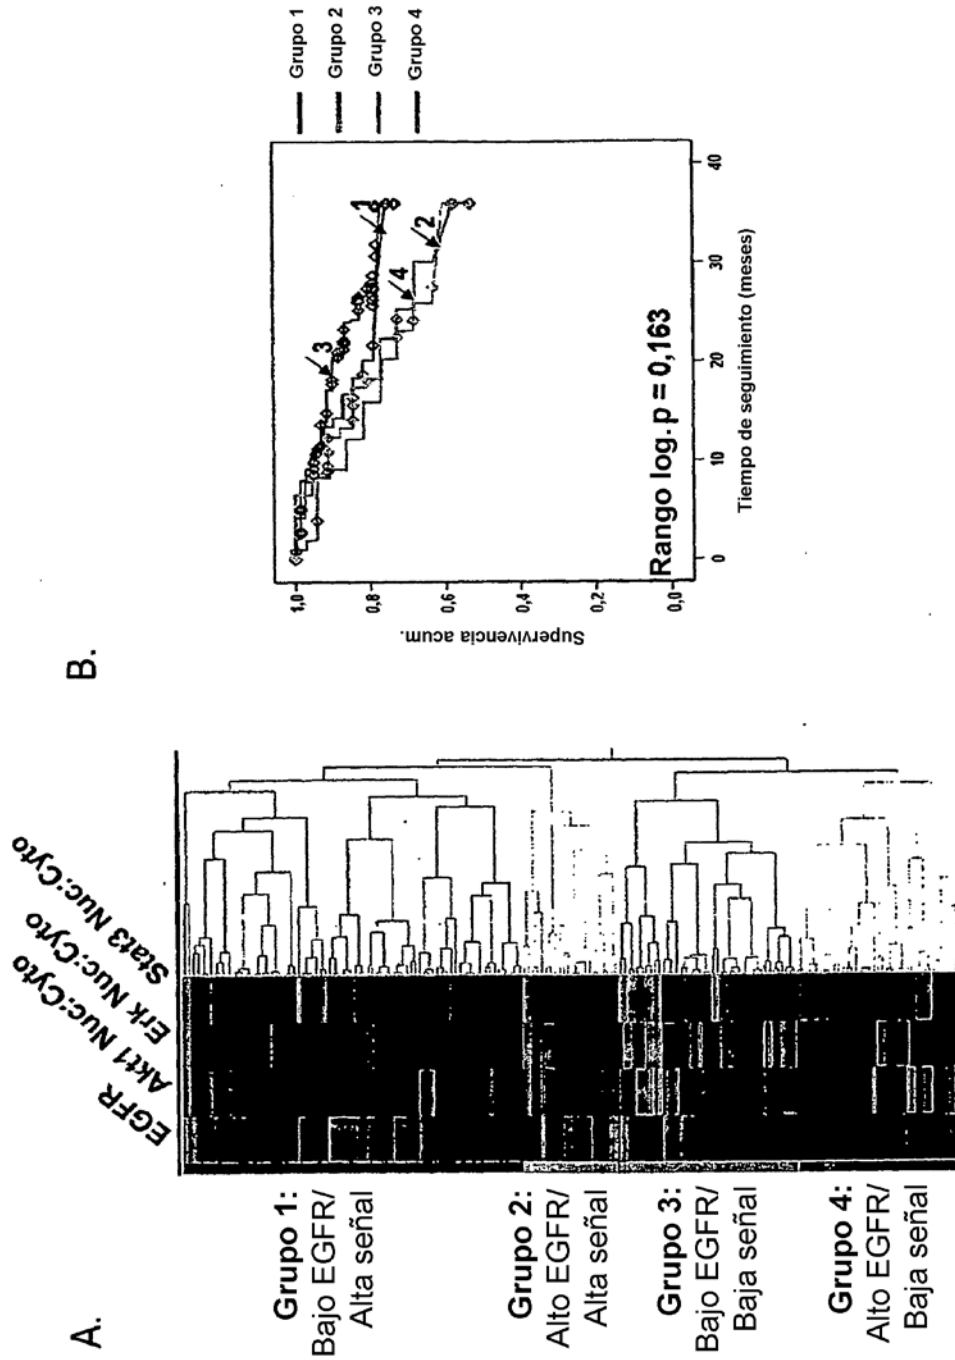 A.
EGFR
Akt1 Nuc:Cyto
Erk Nuc:Cyto
Stat3 Nuc:Cyto
Grupo 1:
Bajo EGFR/
Alta señal
Grupo 2:
Alto EGFR/
Alta señal
Grupo 3:
Bajo EGFR/
Baja señal
Grupo 4:
Alto EGFR/
Baja señal
B.
Supervivencia acum.
1,0
0,8
0,6
0,4
0,2
0,0
3
1
4
2
Rango log. p = 0,163
0
10
20
30
40
Tiempo de seguimiento (meses)
Grupo 1
Grupo 2
Grupo 3
Grupo 4